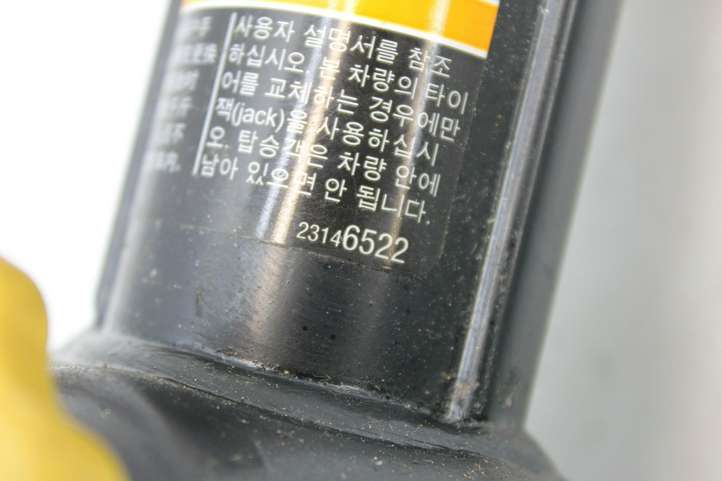 사용자 설명서를 참조
하십시오. 본 차량의 타이
어를 교체하는 경우에만
잭(jack)을 사용하십시
오. 탑승객은 차량 안에
남아 있으면 안 됩니다.
23146522